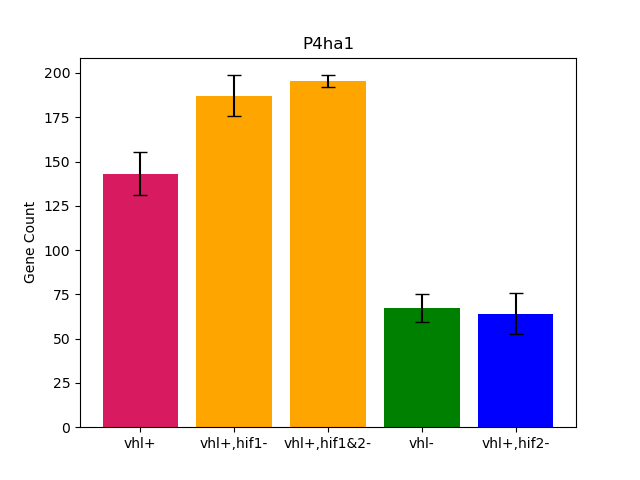 P4ha1
Gene Count
200
175
150
125
100
75
50
25
0
vhl+
vhl+,hif1-
vhl+,hif1&2-
vhl-
vhl+,hif2-